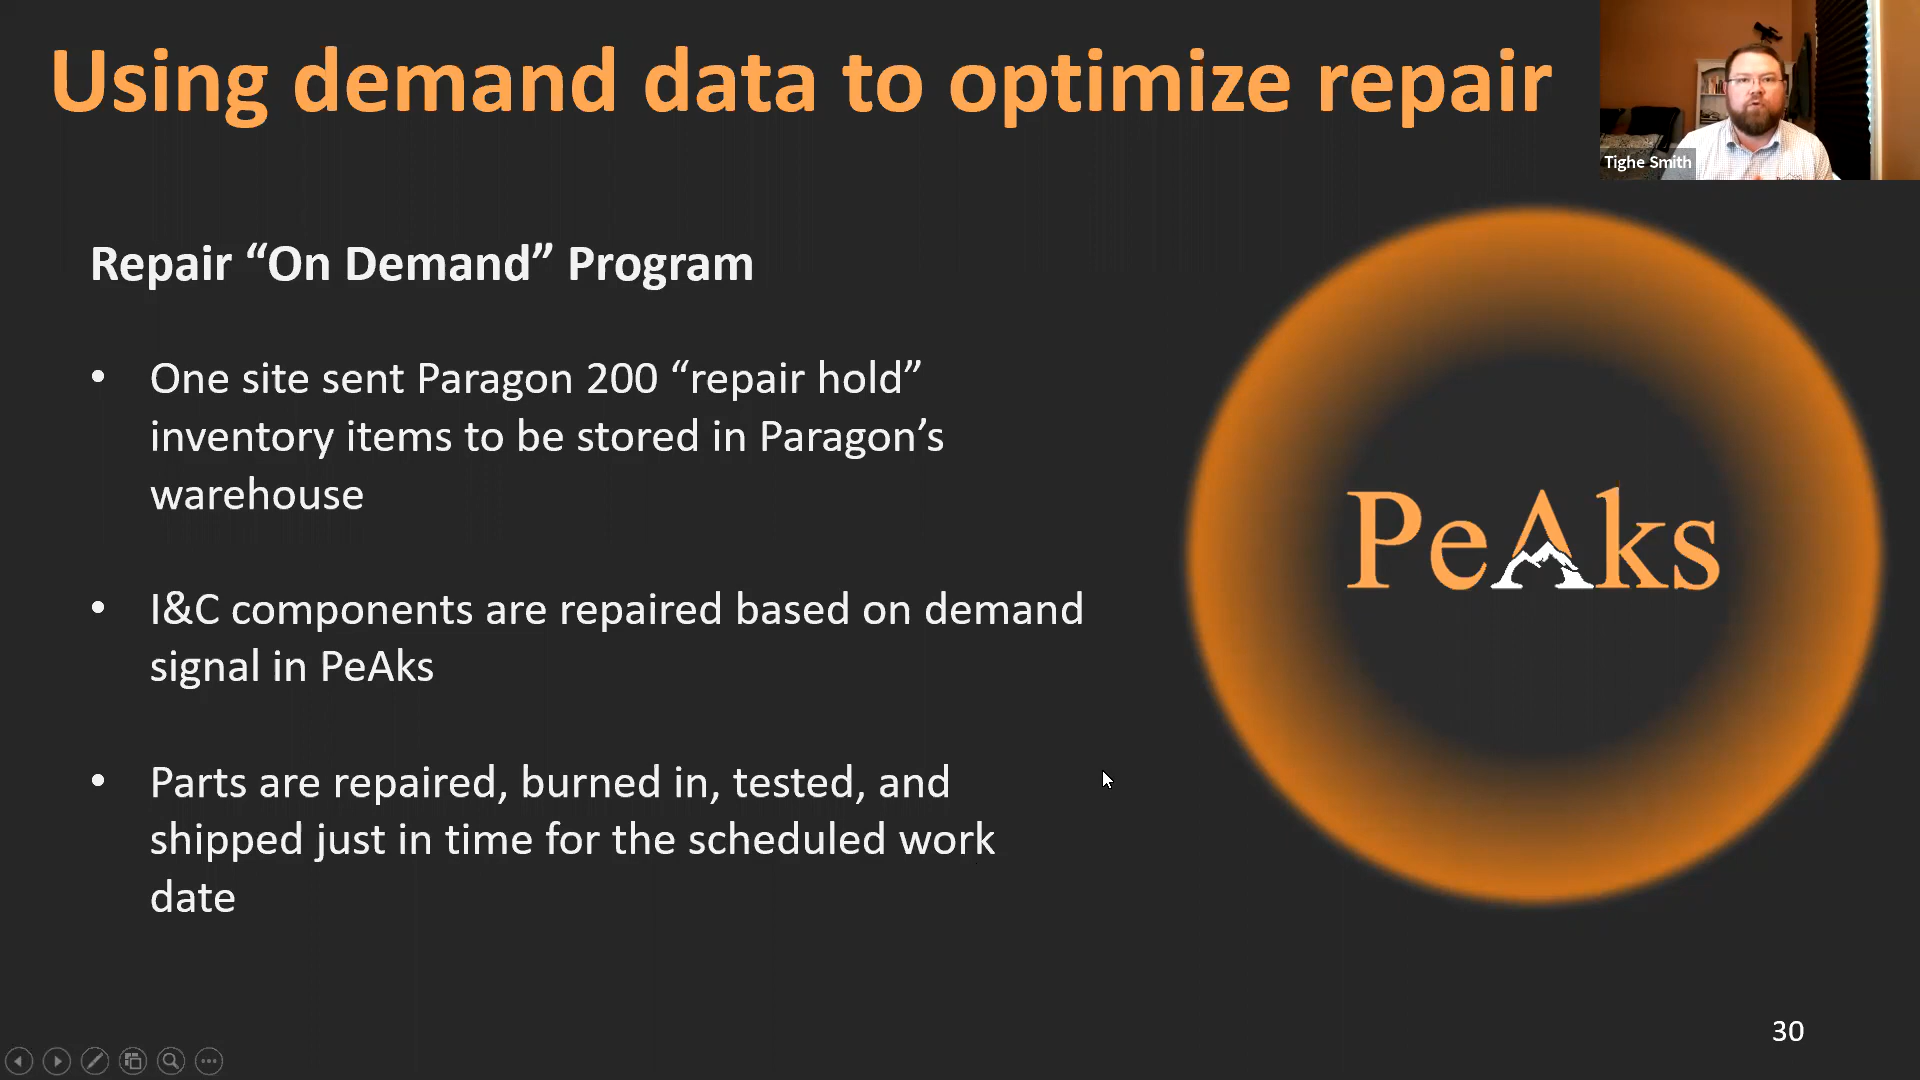 Using demand data to optimize repair
Tighe Smith
Repair “On Demand” Program
• One site sent Paragon 200 “repair hold”
inventory items to be stored in Paragon’s
warehouse
• I&C components are repaired based on demand
signal in PeAks
• Parts are repaired, burned in, tested, and
shipped just in time for the scheduled work
date
PeAks
30